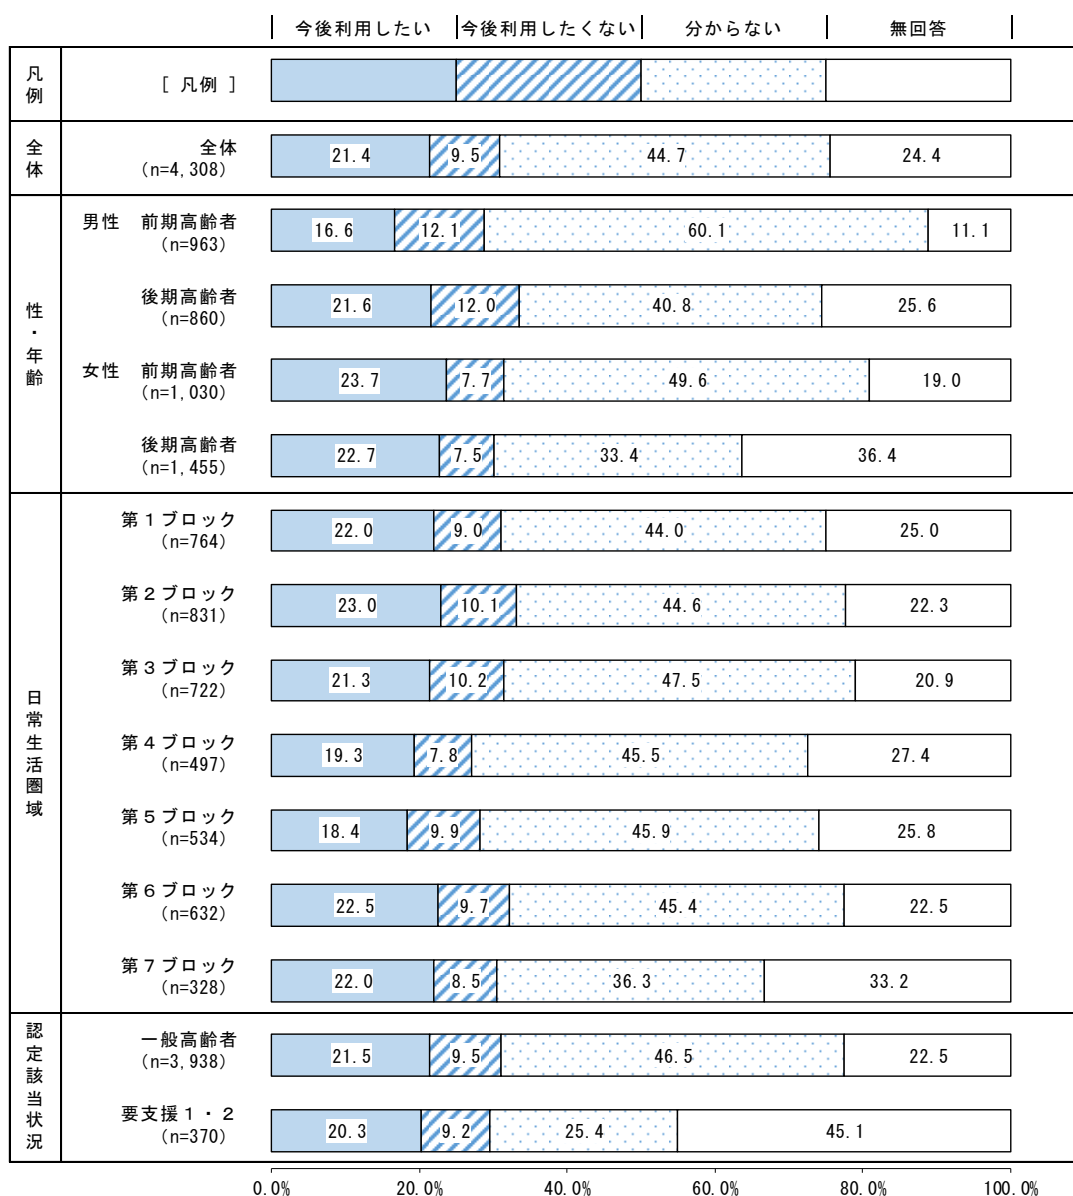 今後利用したい 今後利用したくない 分からない 無回答
凡例 [ 凡例 ]
全体 全体
(n=4,308) 21.4 9.5 44.7 24.4
性・年齢
男性 前期高齢者
(n=963) 16.6 12.1 60.1 11.1
後期高齢者
(n=860) 21.6 12.0 40.8 25.6
女性 前期高齢者
(n=1,030) 23.7 7.7 49.6 19.0
後期高齢者
(n=1,455) 22.7 7.5 33.4 36.4
日常生活圏域
第1ブロック
(n=764) 22.0 9.0 44.0 25.0
第2ブロック
(n=831) 23.0 10.1 44.6 22.3
第3ブロック
(n=722) 21.3 10.2 47.5 20.9
第4ブロック
(n=497) 19.3 7.8 45.5 27.4
第5ブロック
(n=534) 18.4 9.9 45.9 25.8
第6ブロック
(n=632) 22.5 9.7 45.4 22.5
第7ブロック
(n=328) 22.0 8.5 36.3 33.2
認定該当状況
一般高齢者
(n=3,938) 21.5 9.5 46.5 22.5
要支援1・2
(n=370) 20.3 9.2 25.4 45.1
0.0% 20.0% 40.0% 60.0% 80.0% 100.0%